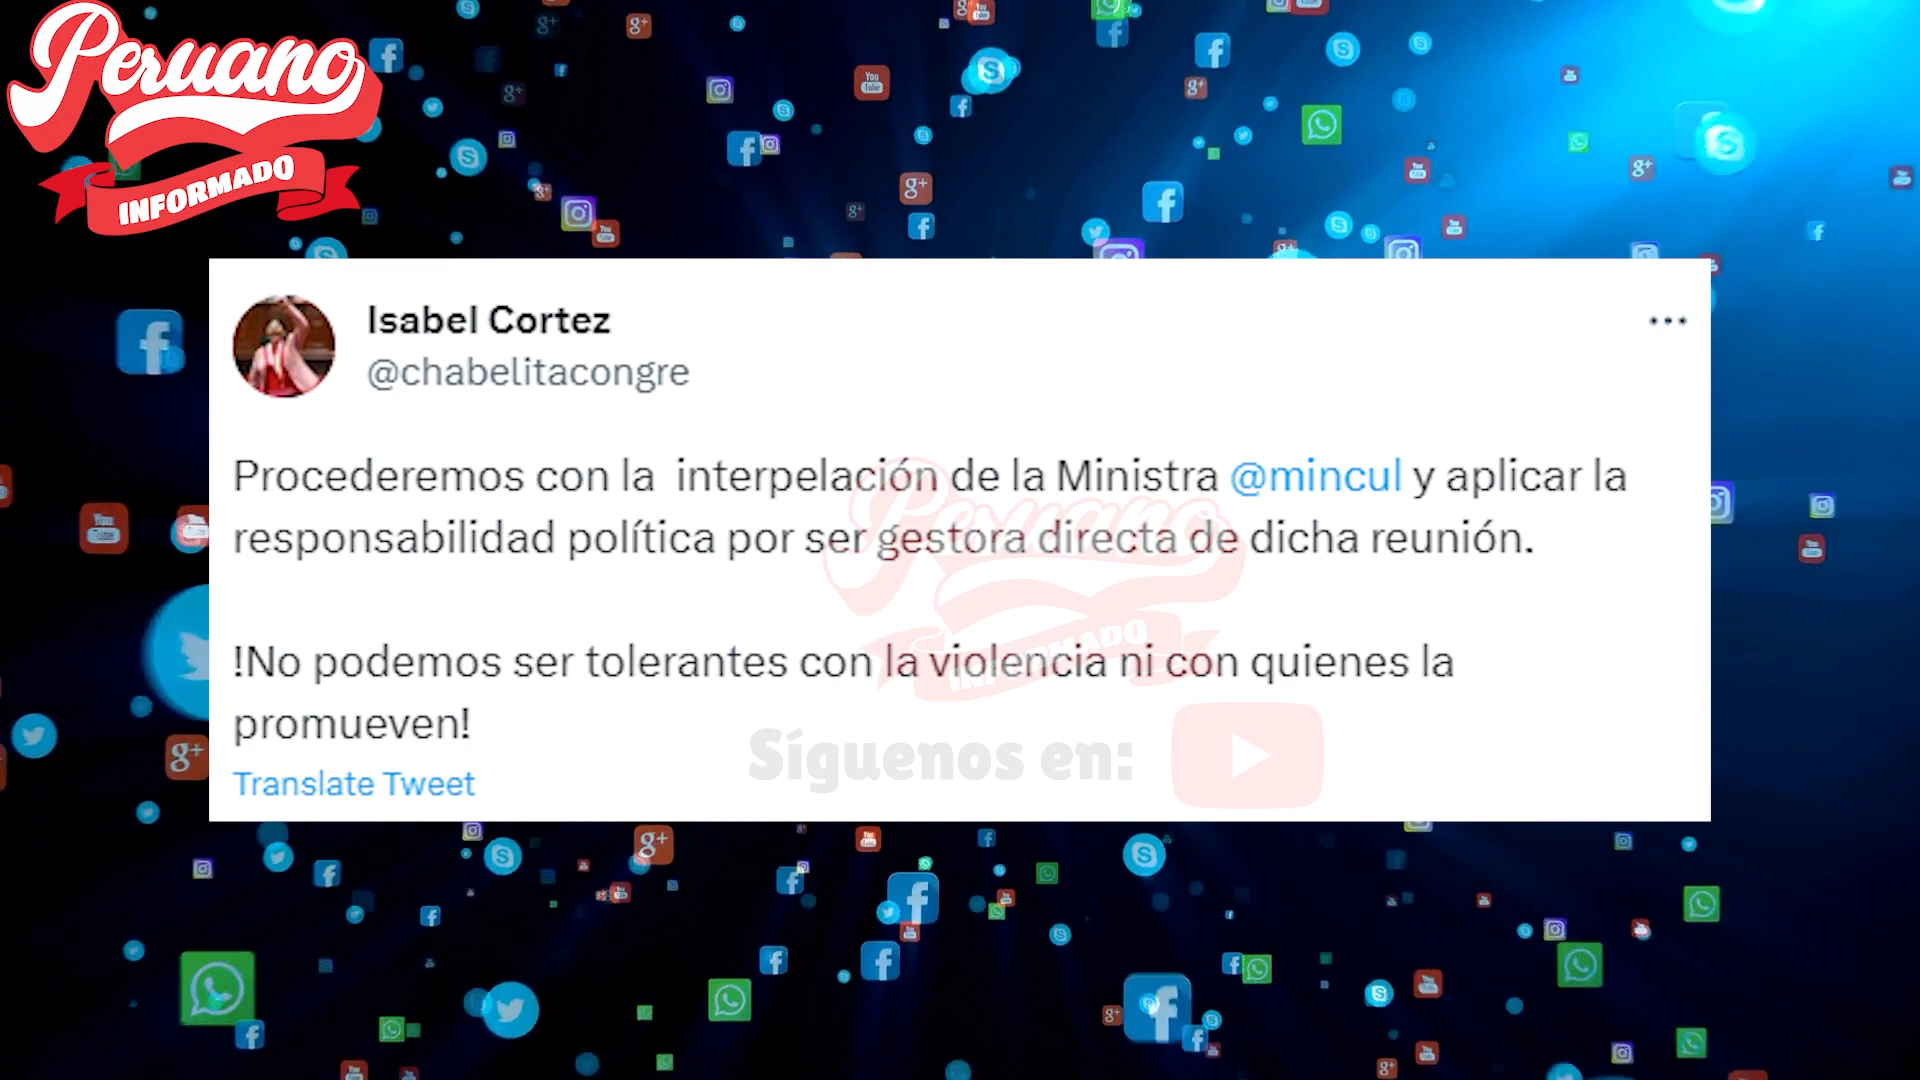 Peruano
INFORMADO
Isabel Cortez
@chabelitacongre
Procederemos con la interpelación de la Ministra @mincul y aplicar la
responsabilidad política por ser gestora directa de dicha reunión.
!No podemos ser tolerantes con la violencia ni con quienes la
promueven!
Translate Tweet
Peruano
INFORMADO
Síguenos en: